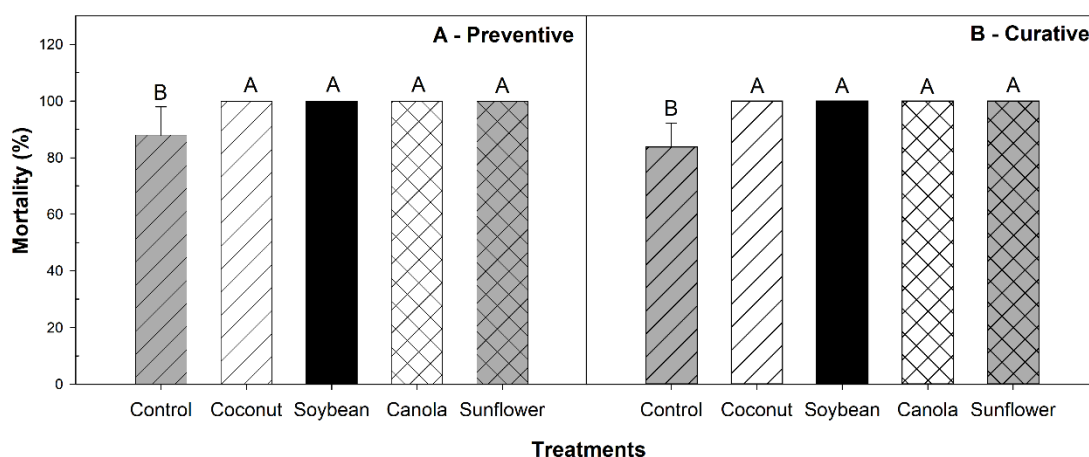 A - Preventive
B - Curative
120
100
80
60
40
20
0
Mortality (%)
B A A A A
B A A A A
Control Coconut Soybean Canola Sunflower
Control Coconut Soybean Canola Sunflower
Treatments